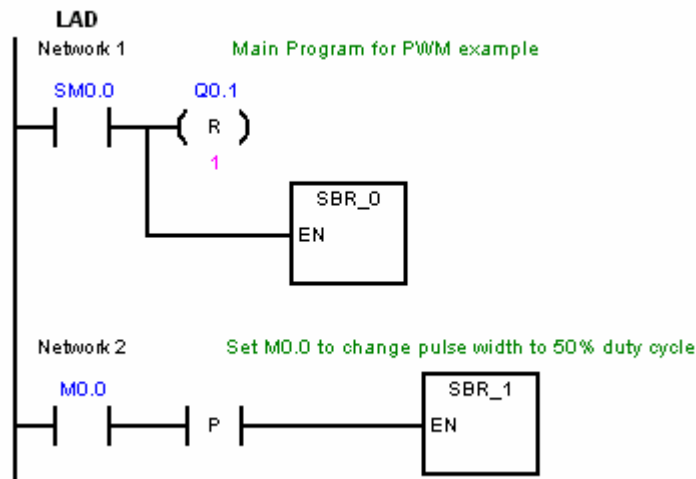 LAD
Network 1 Main Program for PWM example
SM0.0 Q0.1
R
1
SBR_0
EN
Network 2 Set M0.0 to change pulse width to 50% duty cycle
M0.0
P
SBR_1
EN